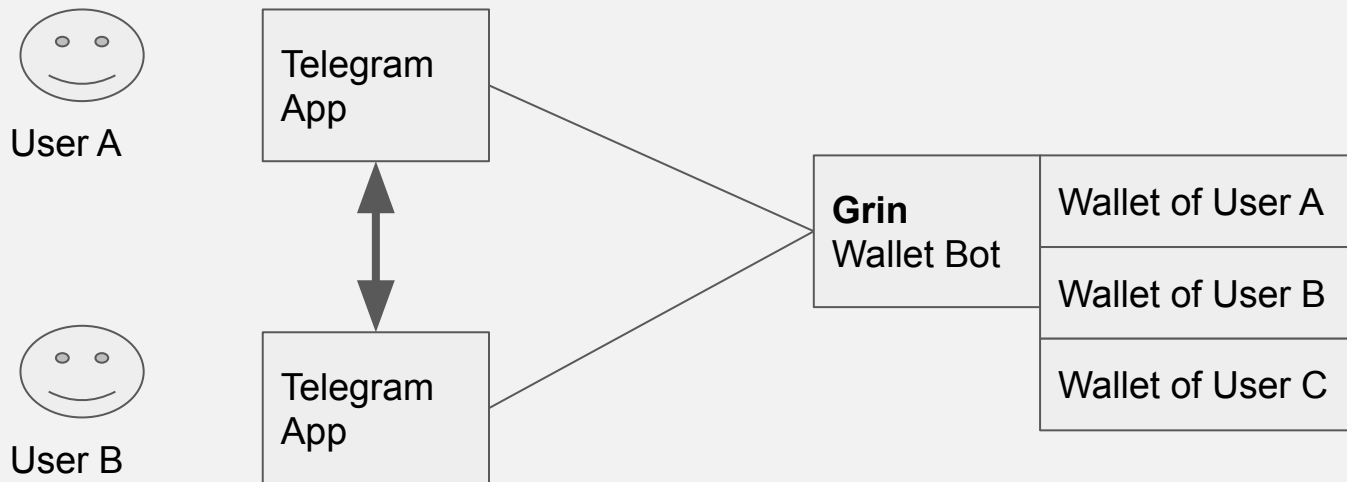 User A
Telegram
App
Grin
Wallet Bot
Wallet of User A
Wallet of User B
Wallet of User C
User B
Telegram
App